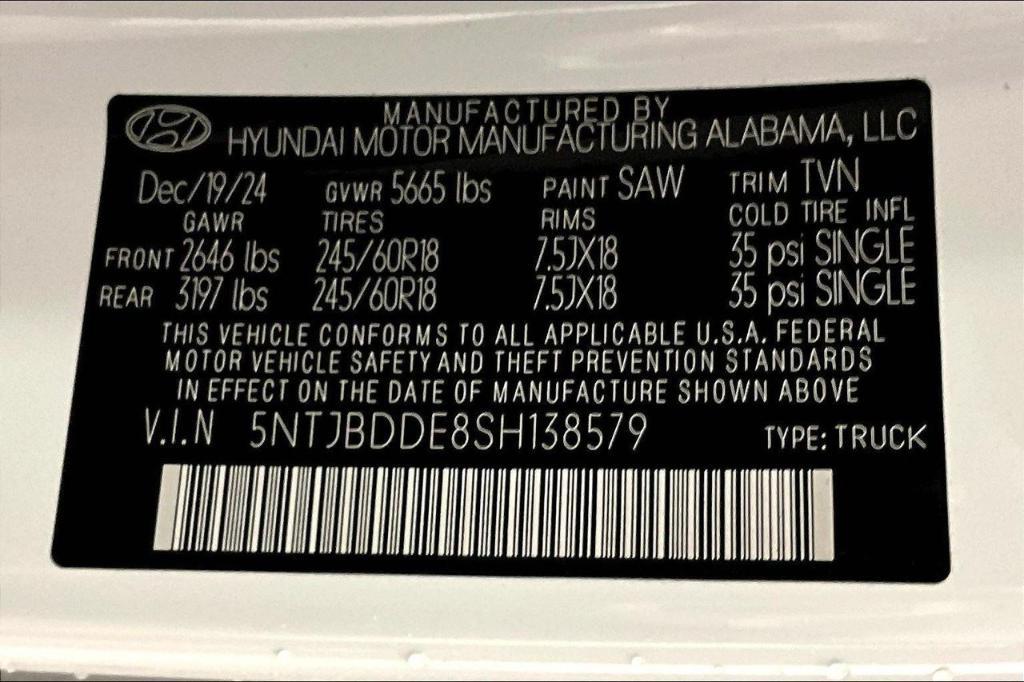 MANUFACTURED BY
HYUNDAI MOTOR MANUFACTURING ALABAMA, LLC
Dec/19/24 GVWR 5665 lbs PAINT SAW TRIM TVN
GAWR TIRES RIMS COLD TIRE INFL
FRONT 2646 lbs 245/60R18 7.5JX18 35 psi SINGLE
REAR 3197 lbs 245/60R18 7.5JX18 35 psi SINGLE
THIS VEHICLE CONFORMS TO ALL APPLICABLE U.S.A. FEDERAL
MOTOR VEHICLE SAFETY AND THEFT PREVENTION STANDARDS
IN EFFECT ON THE DATE OF MANUFACTURE SHOWN ABOVE
V.I.N 5NTJBDDE8SH138579 TYPE: TRUCK